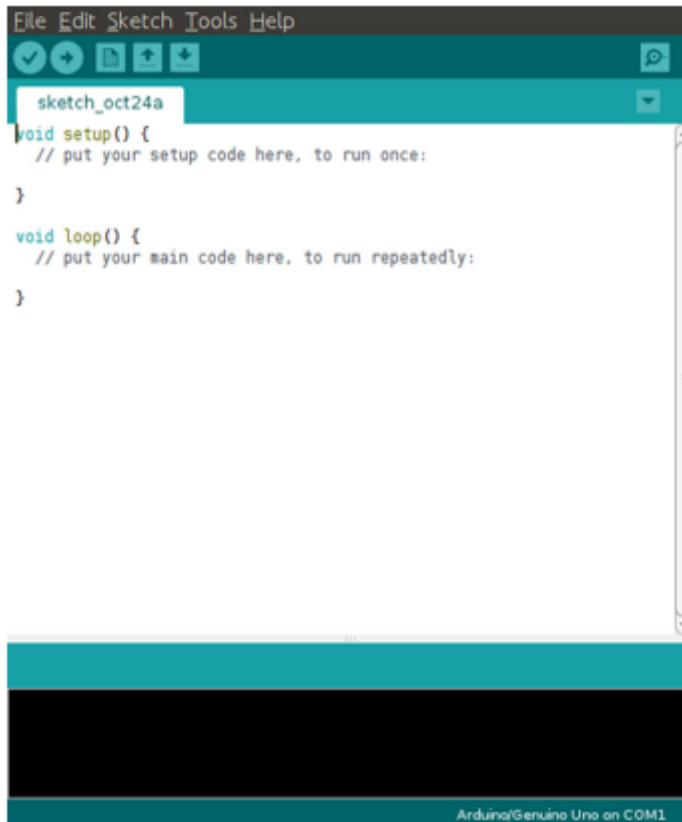 File Edit Sketch Tools Help
sketch_oct24a
void setup() {
  // put your setup code here, to run once:
}
void loop() {
  // put your main code here, to run repeatedly:
}
Arduino/Genuino Uno on COM1